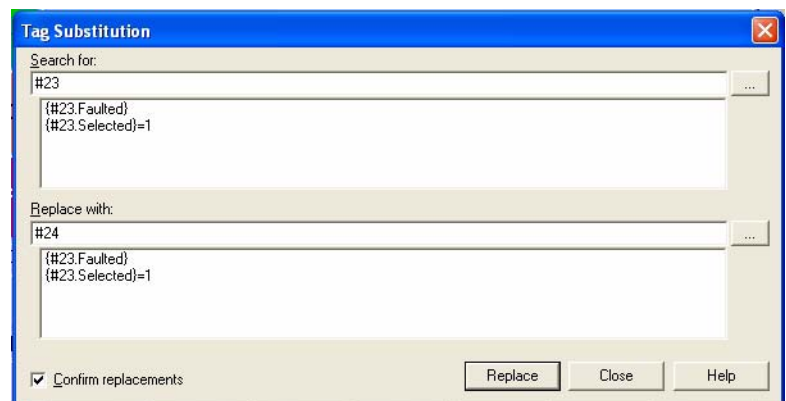 Tag Substitution
Search for:
#23
...
{#23.Faulted}
{#23.Selected}=1
Replace with:
#24
...
{#23.Faulted}
{#23.Selected}=1
Confirm replacements
Replace
Close
Help